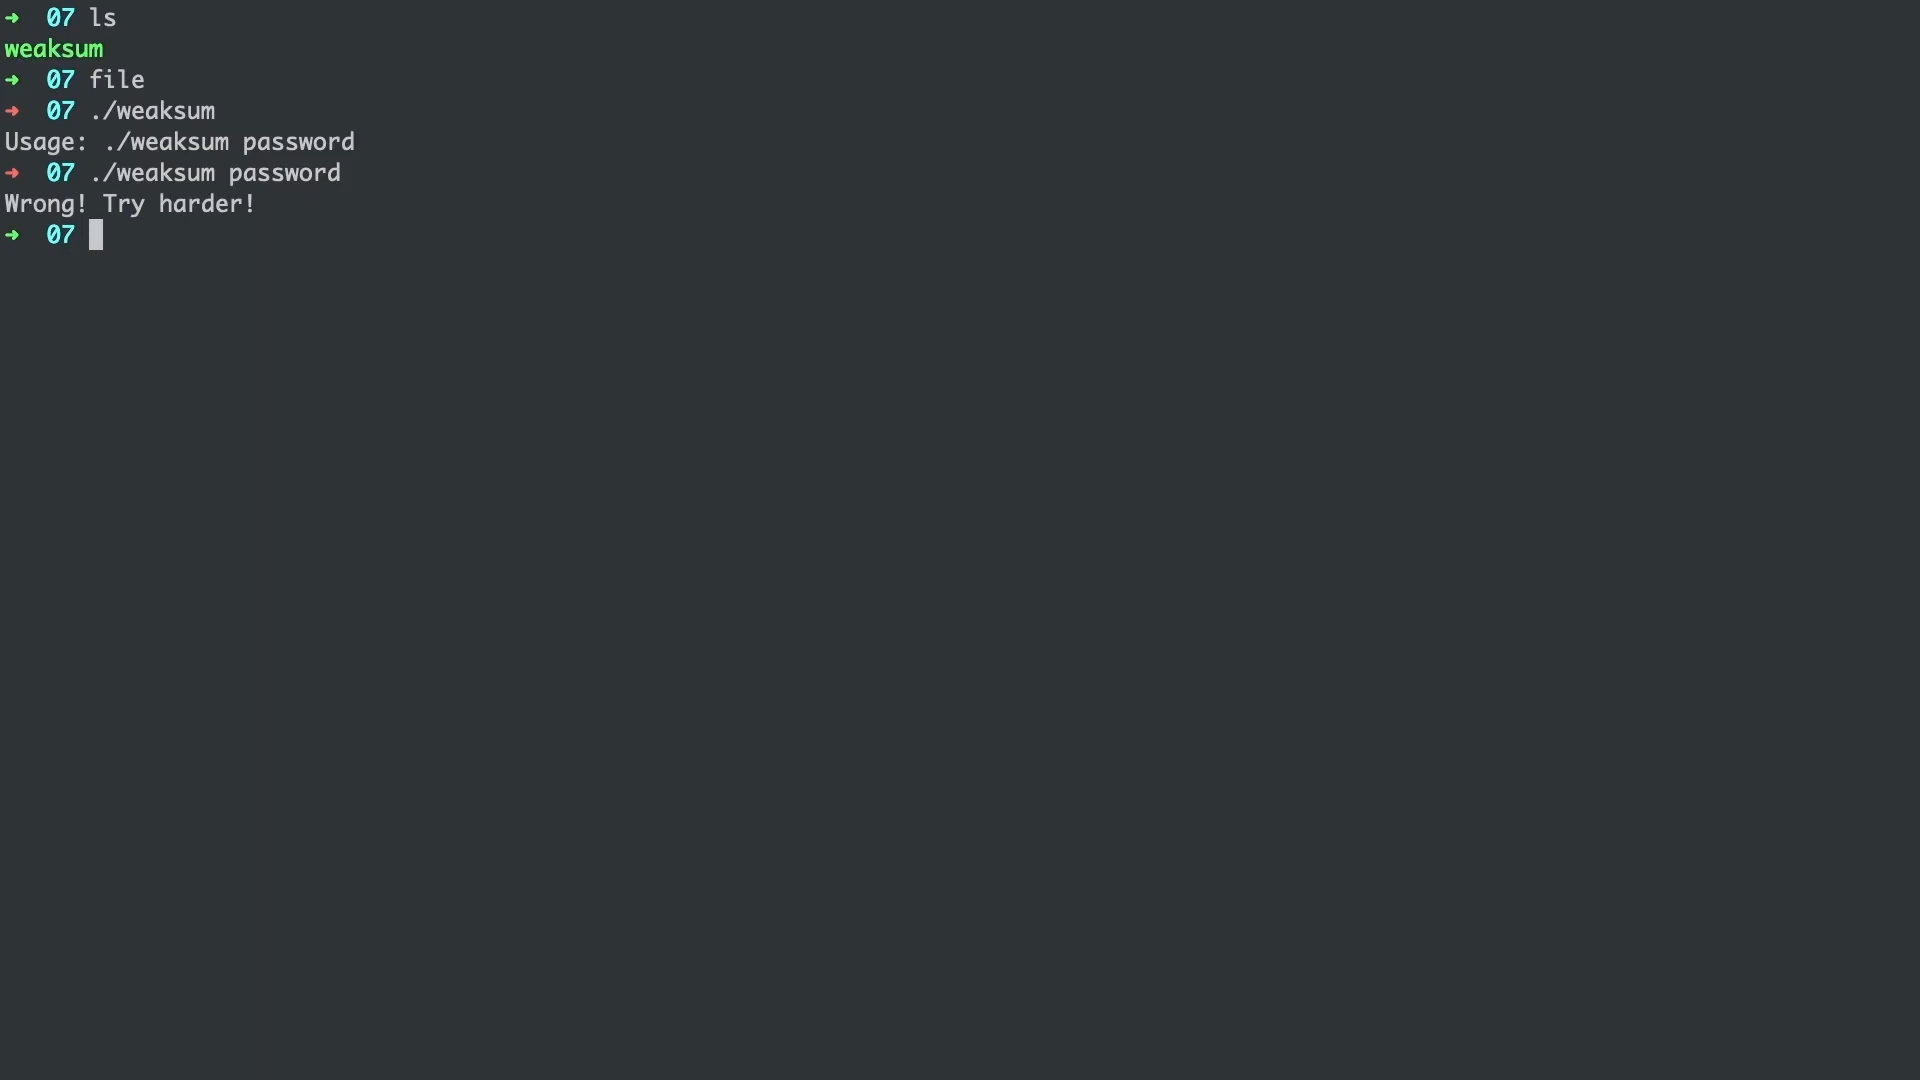 ➜  07 ls
weaksum
➜  07 file
➜  07 ./weaksum
Usage: ./weaksum password
➜  07 ./weaksum password
Wrong! Try harder!
➜  07